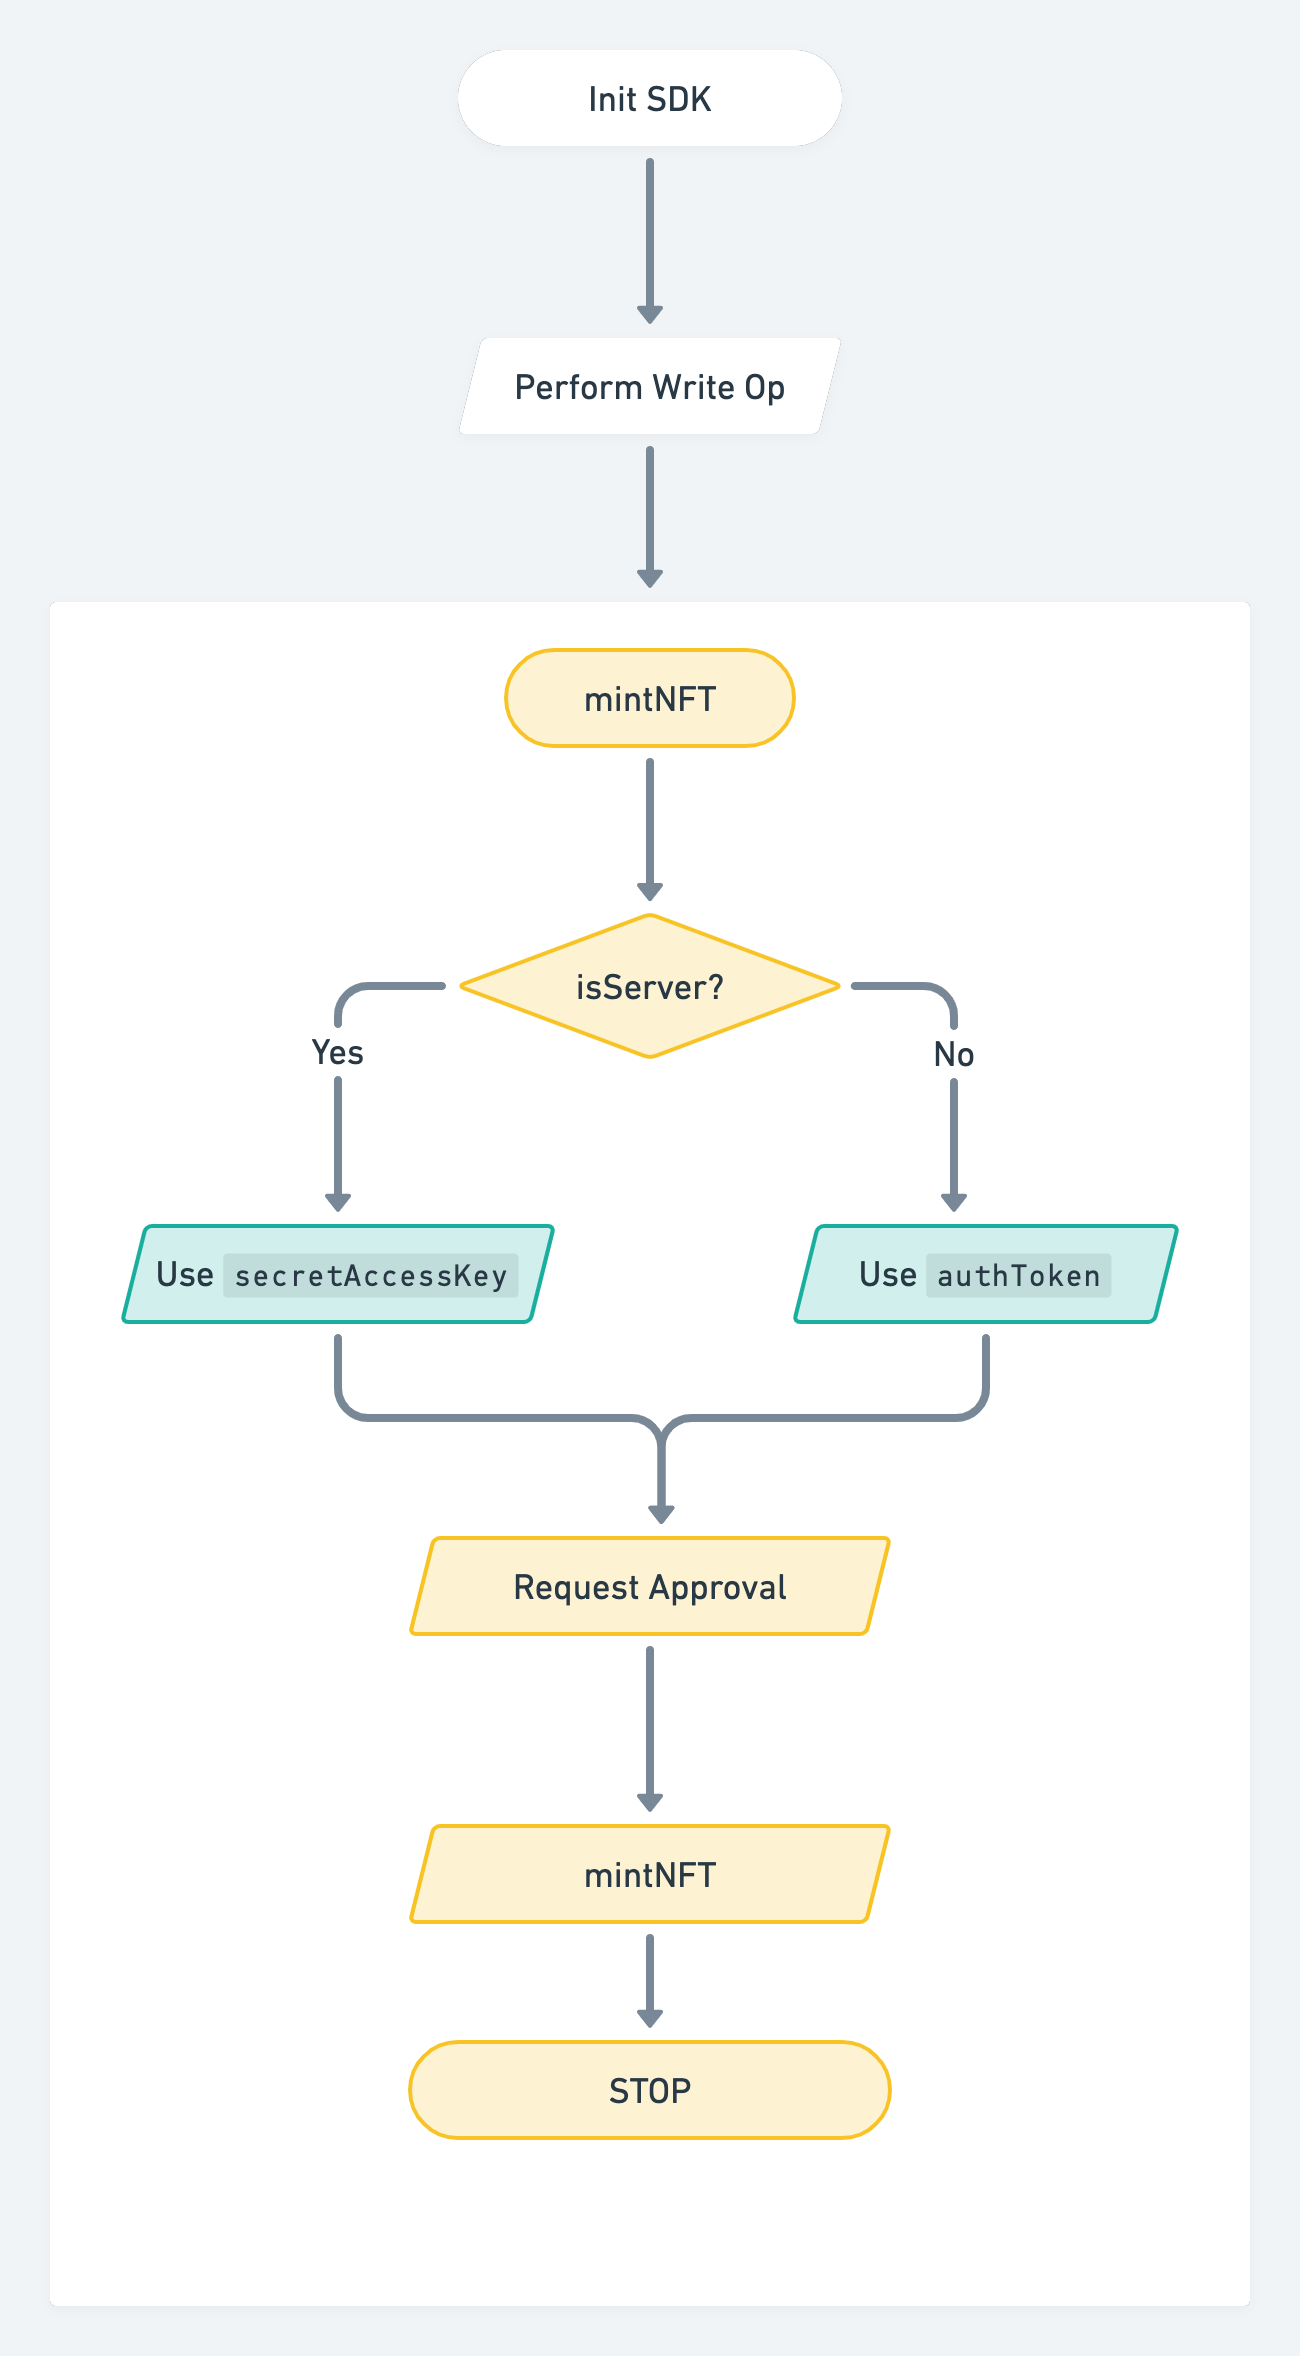 Init SDK
Perform Write Op
mintNFT
isServer?
Yes
No
Use secretAccessKey
Use authToken
Request Approval
mintNFT
STOP